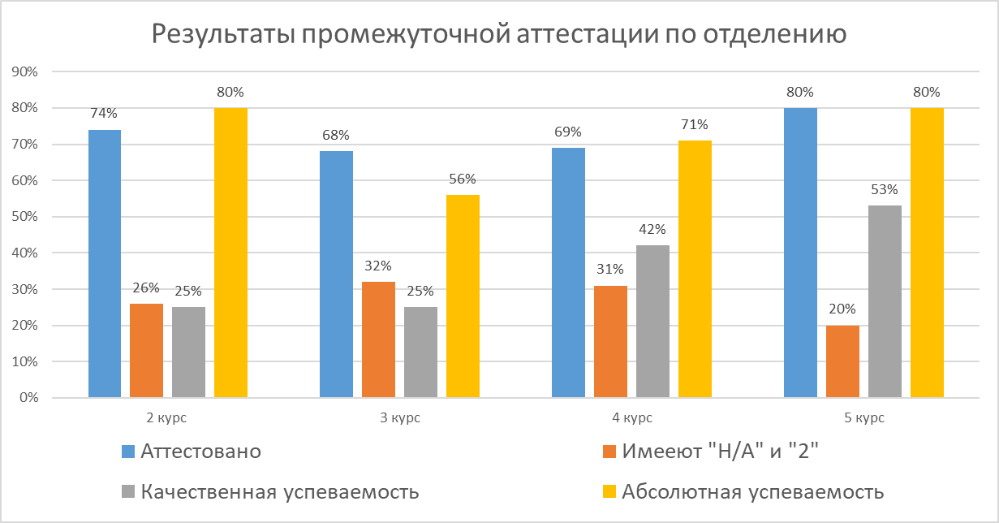 Результаты промежуточной аттестации по отделению
90%
80%
70%
60%
50%
40%
30%
20%
10%
0%
74%
26%
25%
80%
68%
32%
25%
56%
69%
31%
42%
71%
80%
20%
53%
80%
2 курс
3 курс
4 курс
5 курс
Аттестовано
Имееют "Н/А" и "2"
Качественная успеваемость
Абсолютная успеваемость